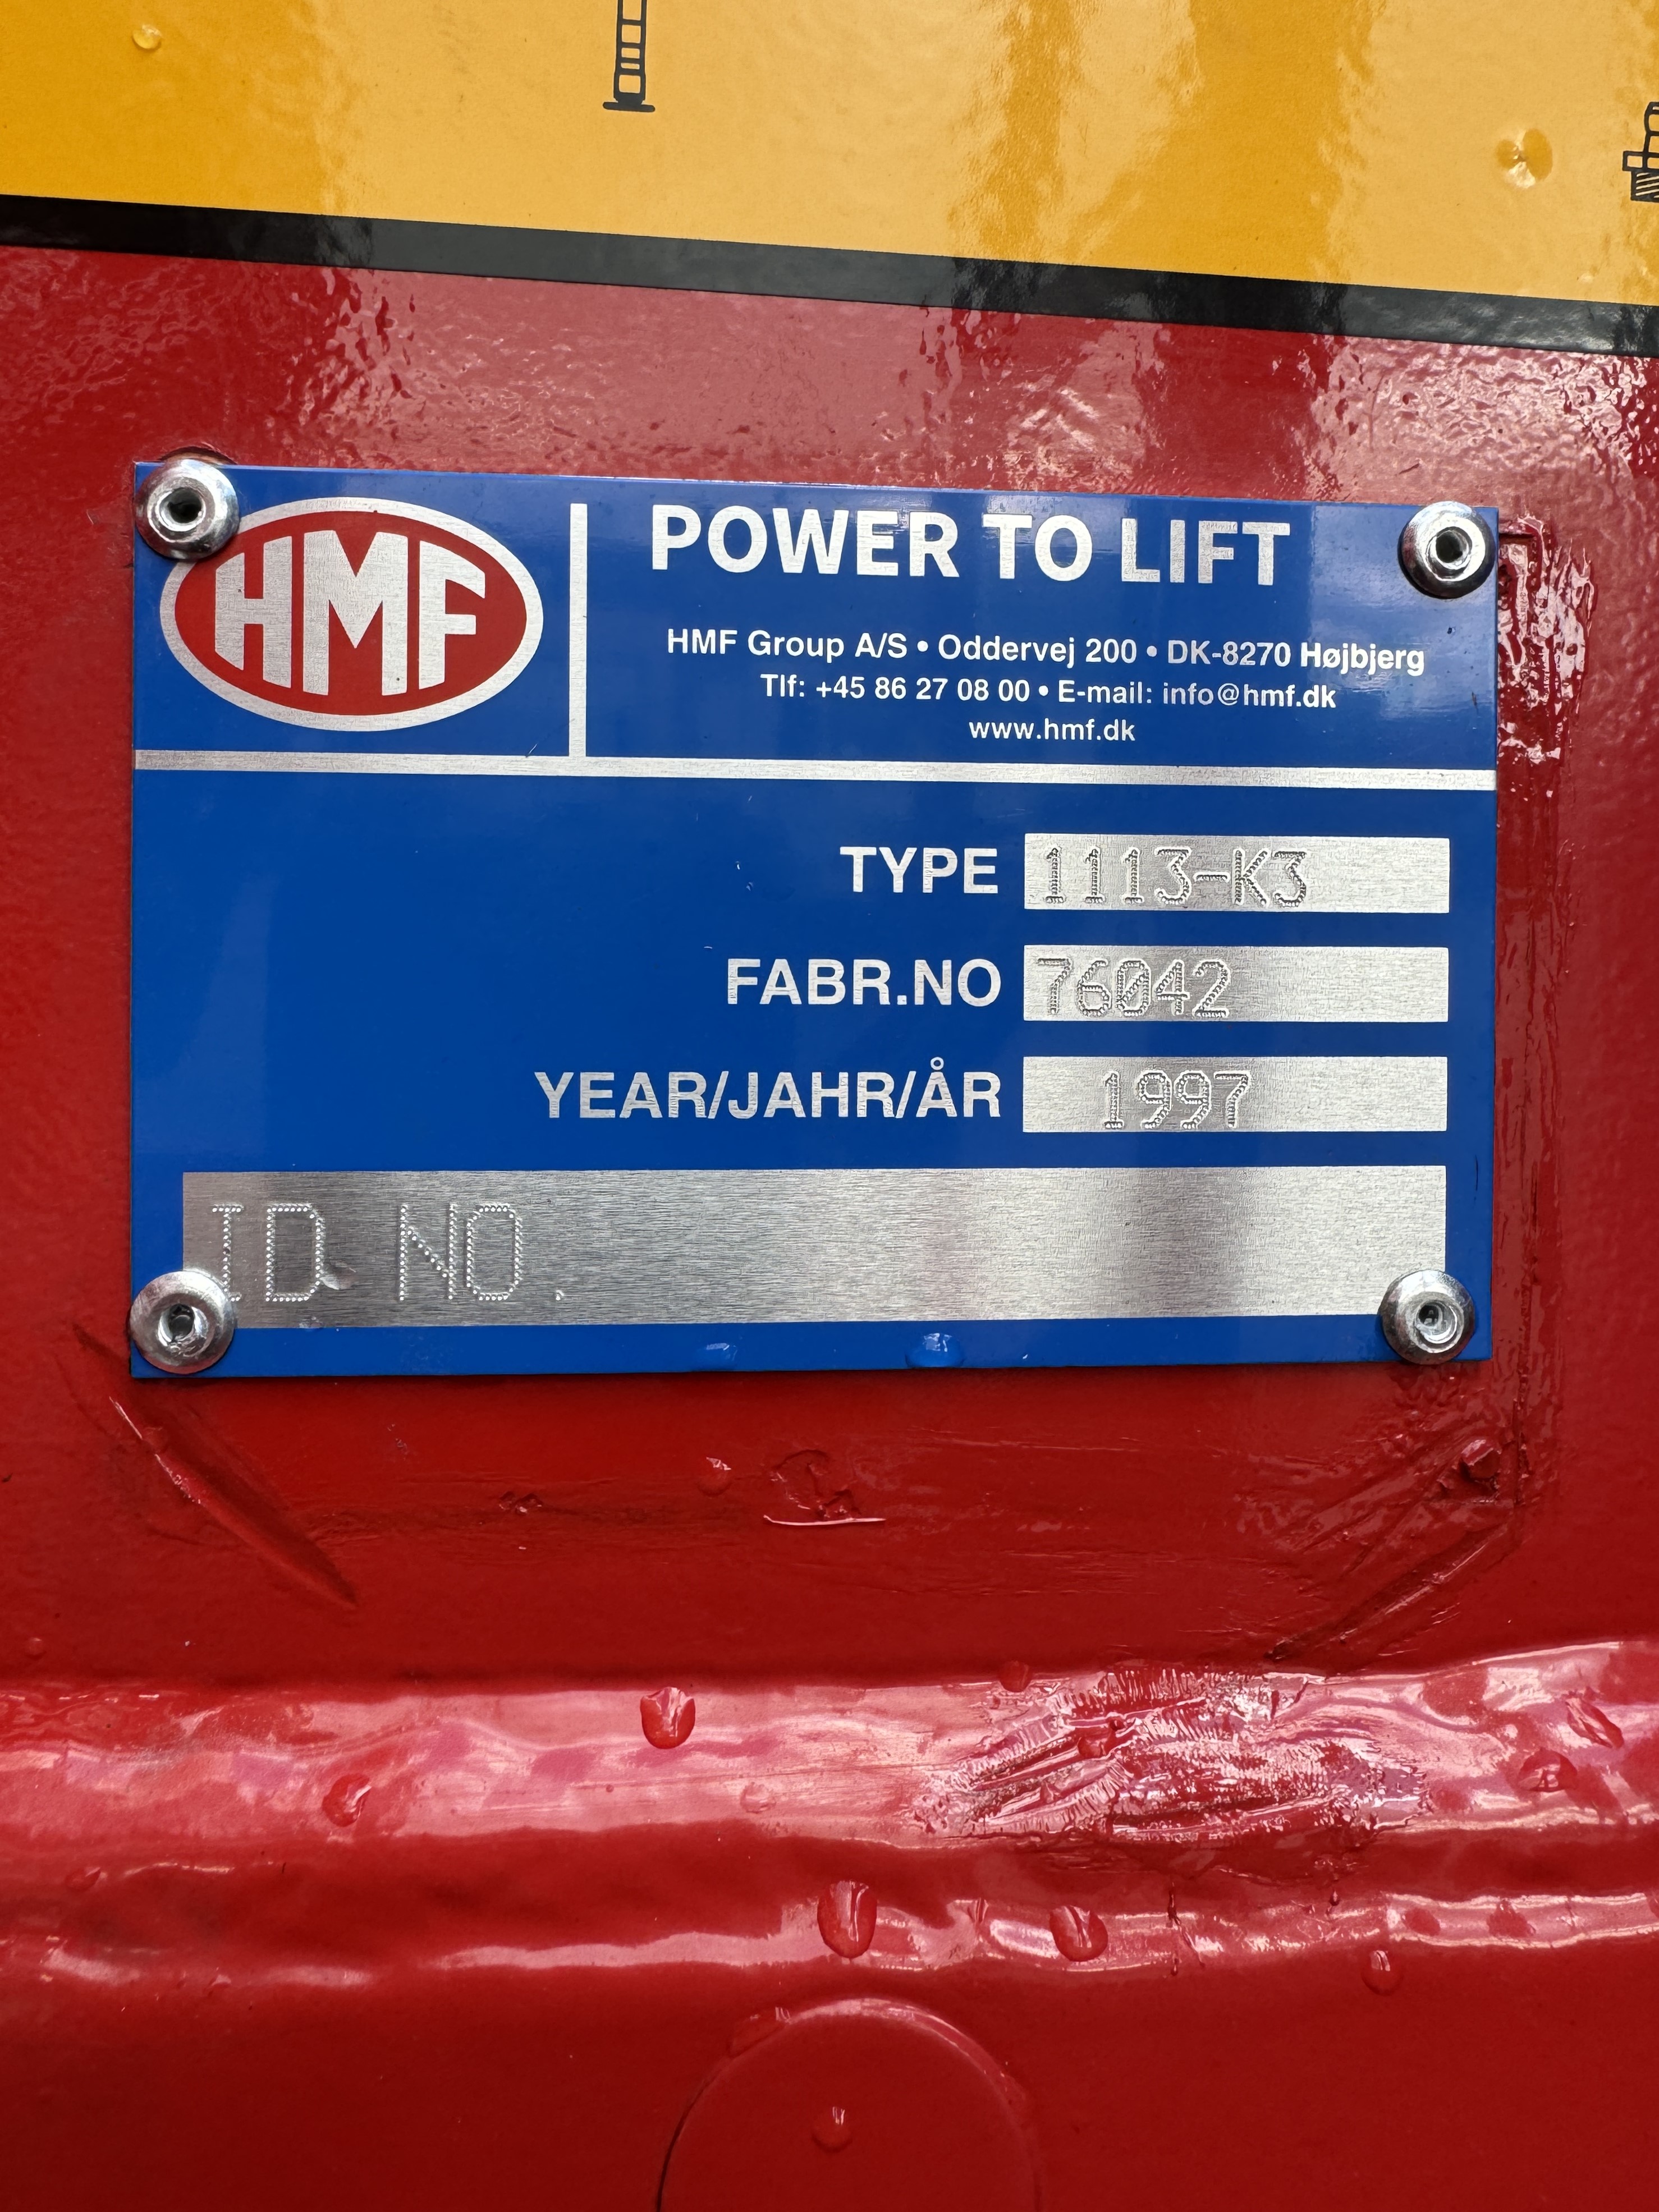 HMF
POWER TO LIFT
HMF Group A/S • Oddervej 200 • DK-8270 Højbjerg
Tlf: +45 86 27 08 00 • E-mail: info@hmf.dk
www.hmf.dk
TYPE 1113-K3
FABR.NO 76042
YEAR/JAHR/ÅR 1997
ID NO.